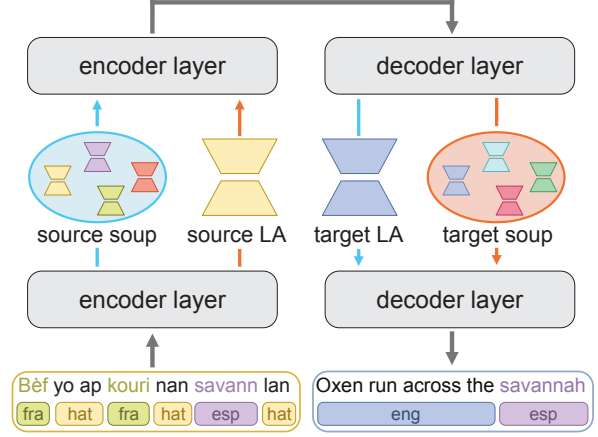 encoder layer decoder layer
source soup source LA target LA target soup
encoder layer decoder layer
Bèf yo ap kouri nan savann lan
fra hat fra hat esp hat
Oxen run across the savannah
eng esp